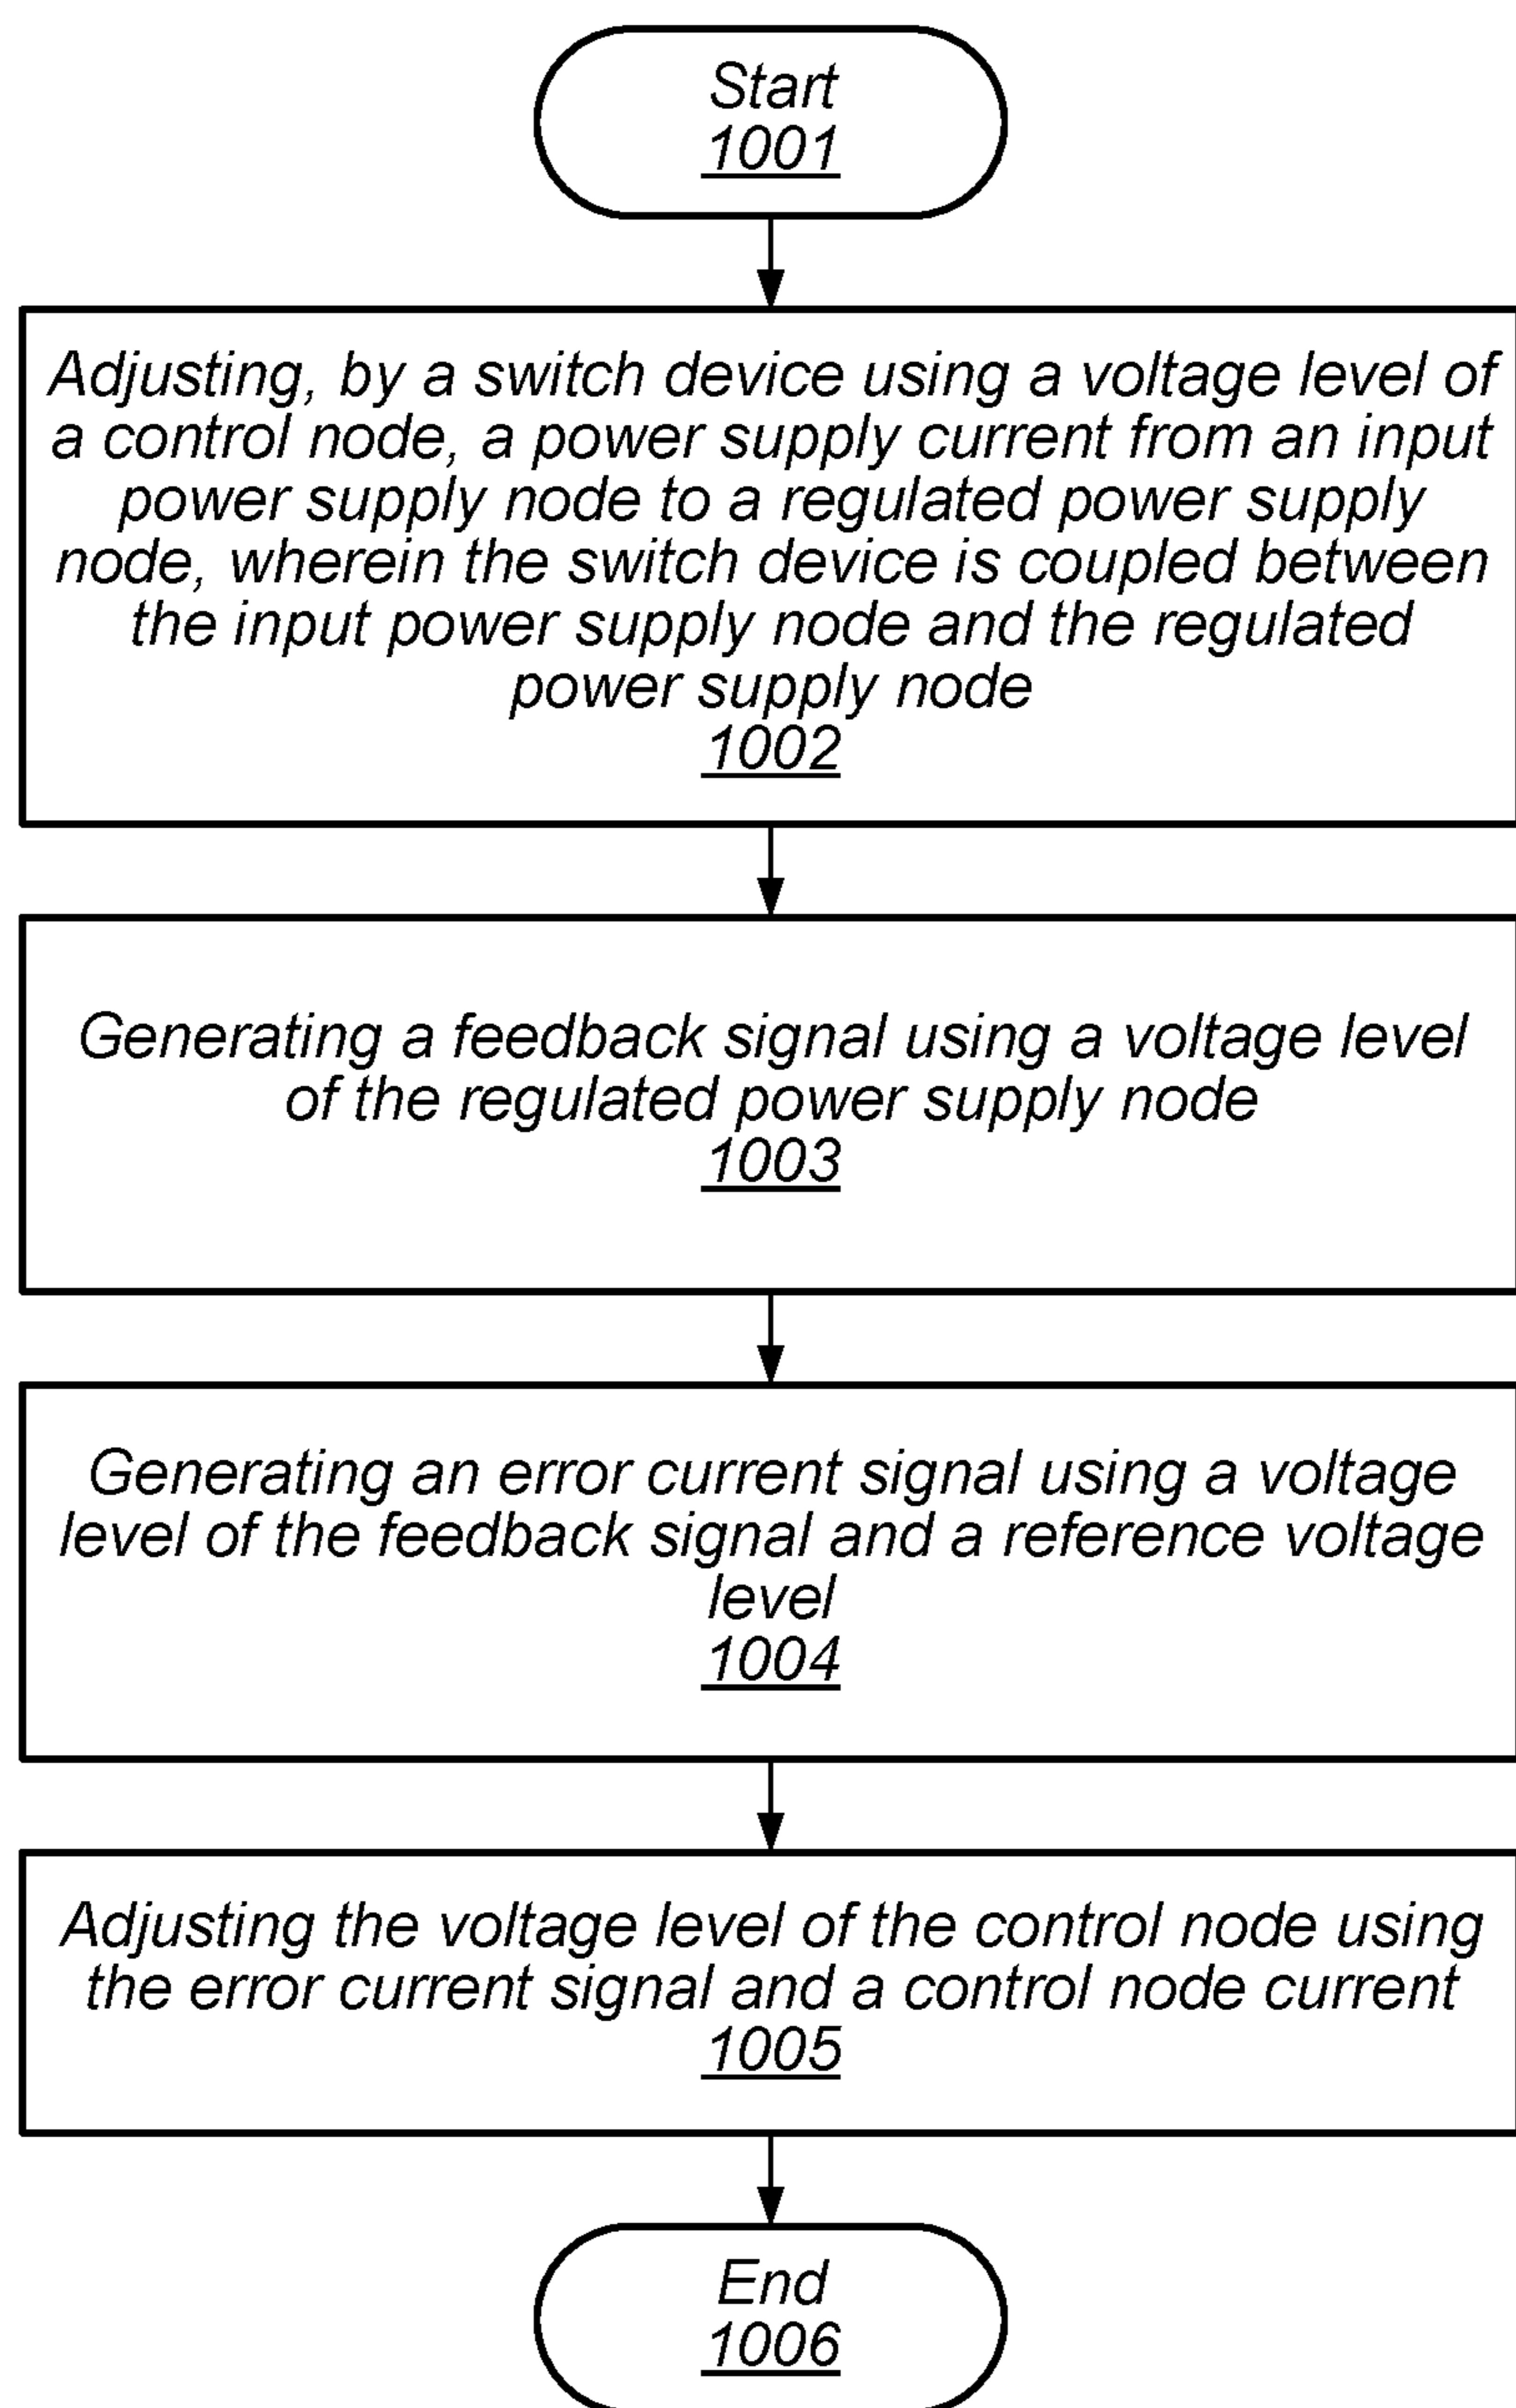 Start
1001
Adjusting, by a switch device using a voltage level of
a control node, a power supply current from an input
power supply node to a regulated power supply
node, wherein the switch device is coupled between
the input power supply node and the regulated
power supply node
1002
Generating a feedback signal using a voltage level
of the regulated power supply node
1003
Generating an error current signal using a voltage
level of the feedback signal and a reference voltage
level
1004
Adjusting the voltage level of the control node using
the error current signal and a control node current
1005
End
1006